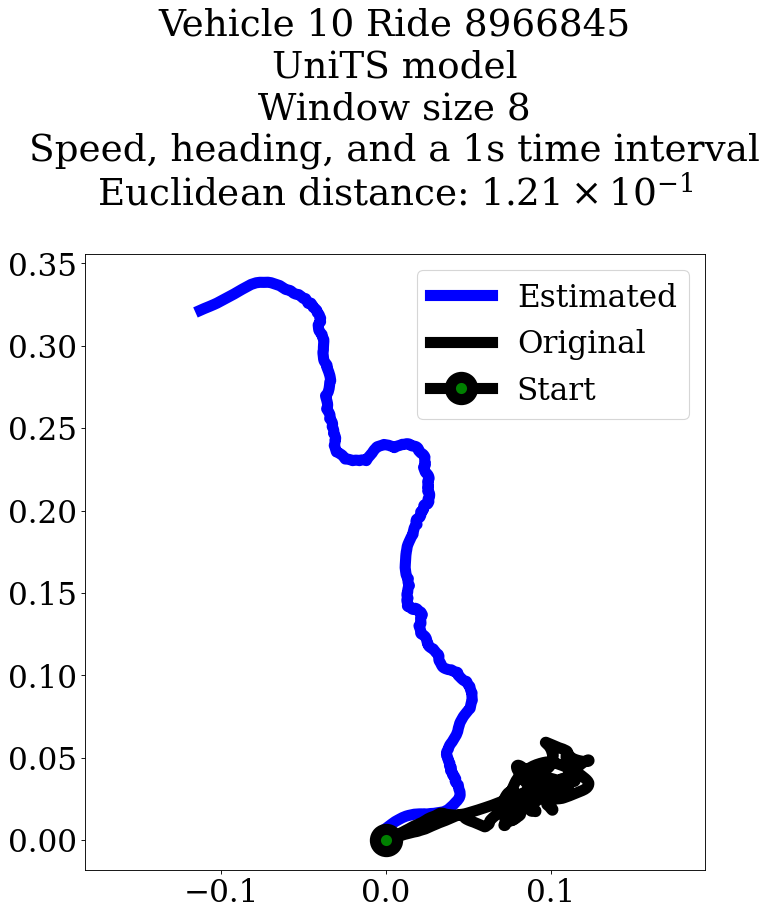 Vehicle 10 Ride 8966845
UniTS model
Window size 8
Speed, heading, and a 1s time interval
Euclidean distance: 1.21 × 10⁻¹
0.35
0.30
0.25
0.20
0.15
0.10
0.05
0.00
−0.1
0.0
0.1
Estimated
Original
Start